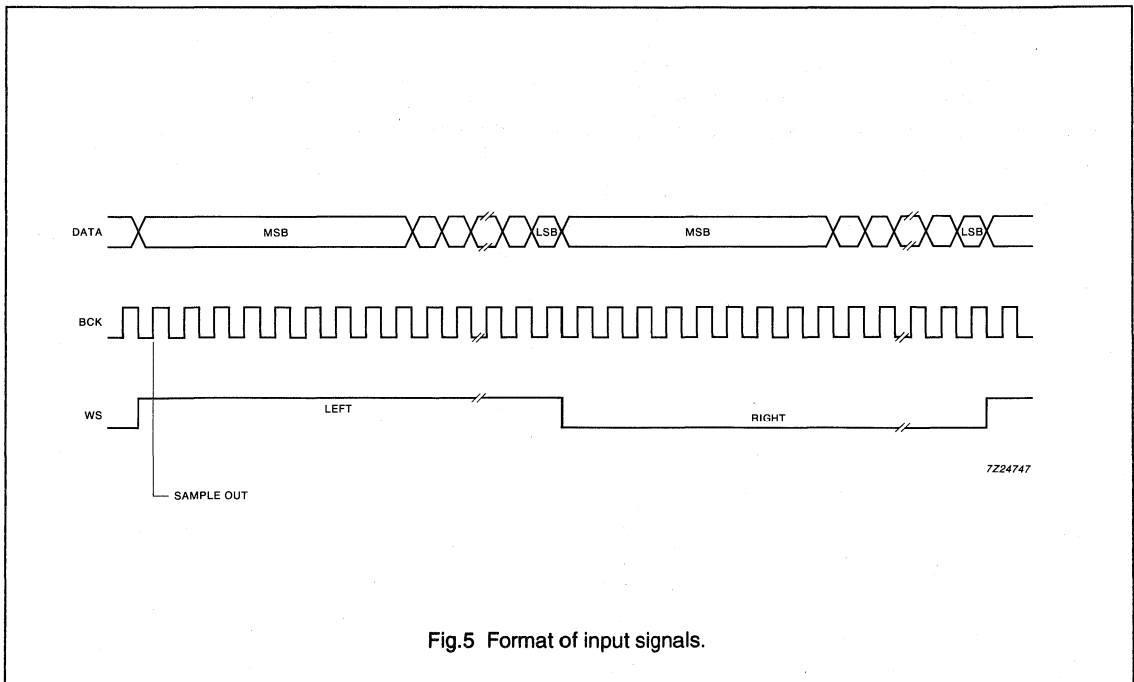 DATA MSB LSB MSB LSB
BCK
WS LEFT RIGHT
7Z24747
SAMPLE OUT
Fig.5 Format of input signals.